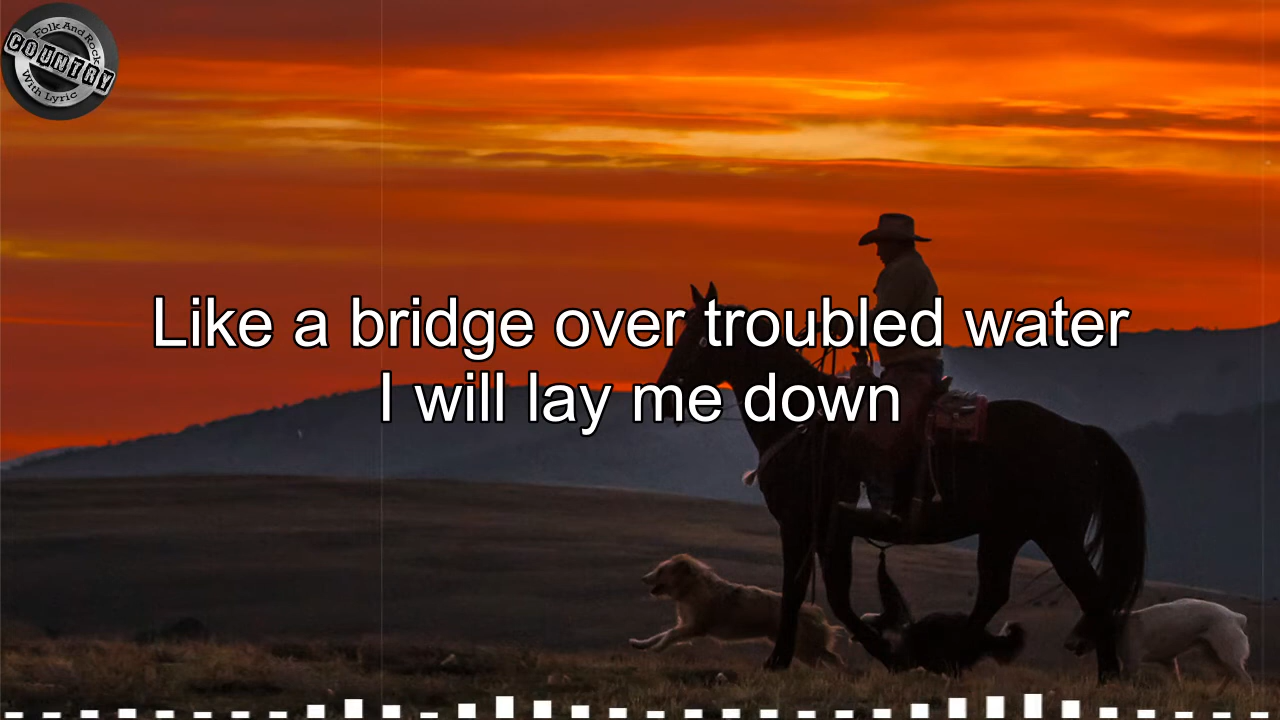 Folk And Rock
COUNTRY
With Lyric
Like a bridge over troubled water
I will lay me down